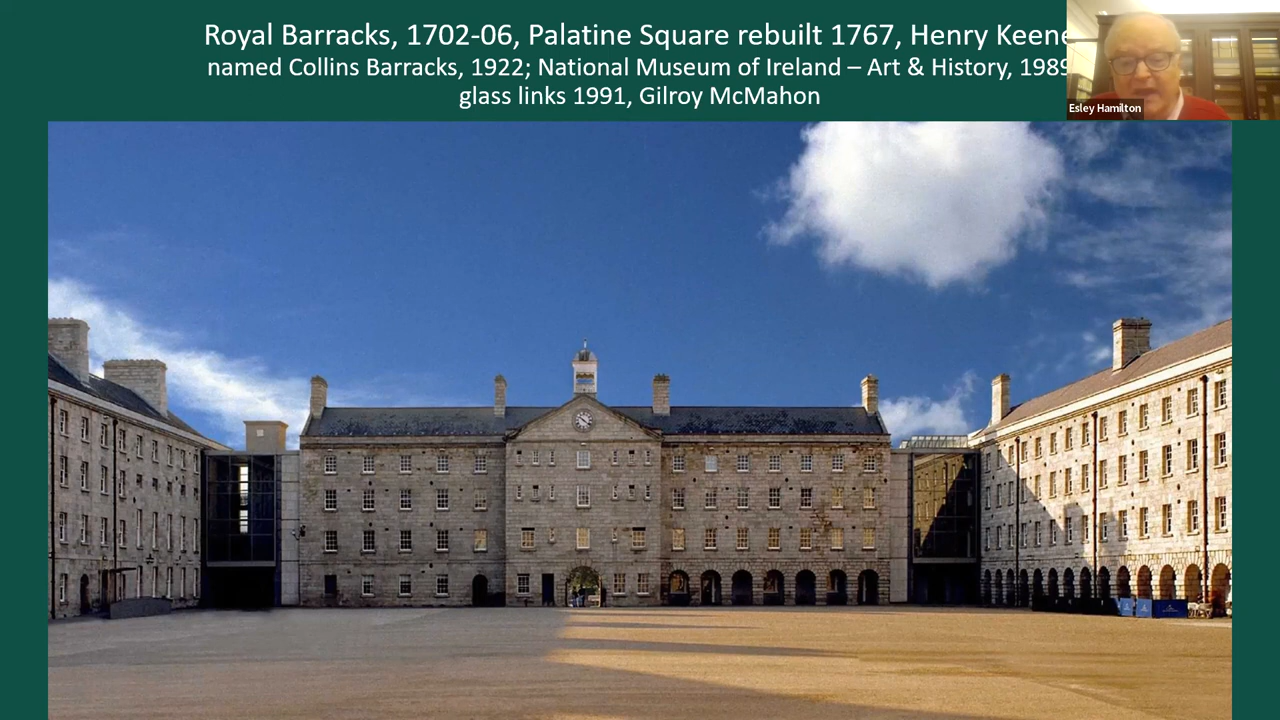 Royal Barracks, 1702-06, Palatine Square rebuilt 1767, Henry Keene
named Collins Barracks, 1922; National Museum of Ireland – Art & History, 1989
glass links 1991, Gilroy McMahon
Esley Hamilton